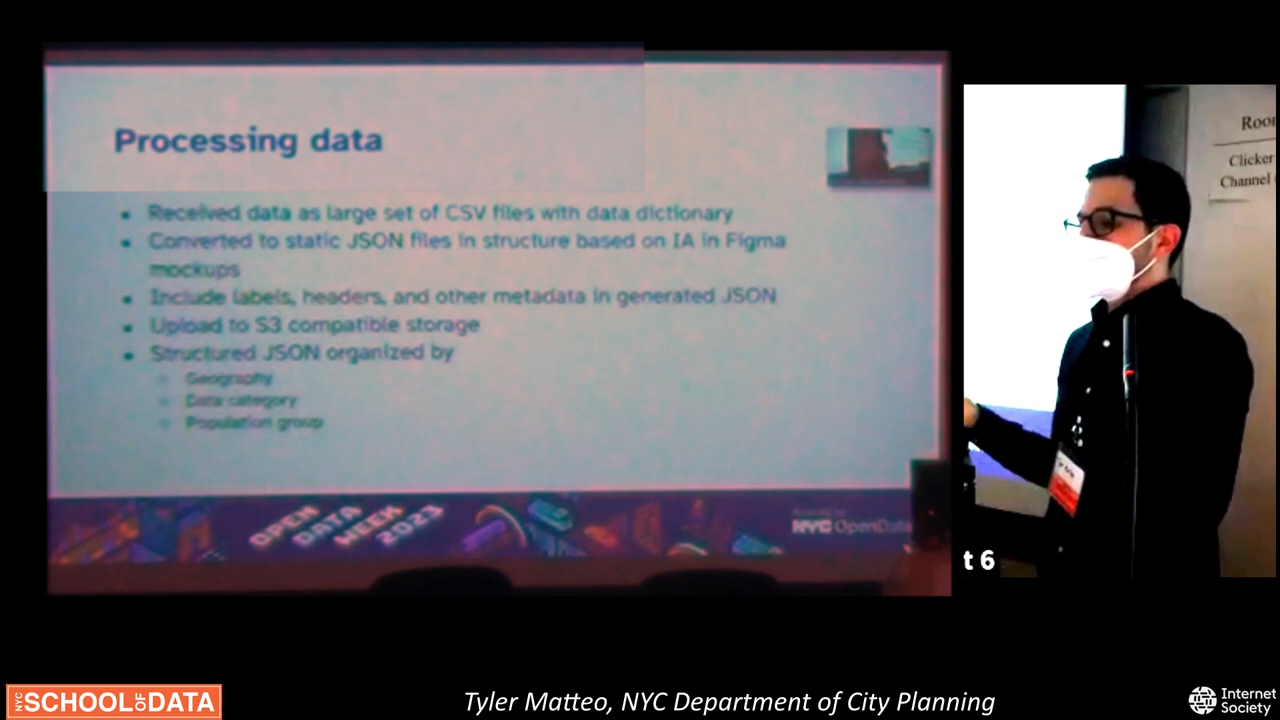 Processing data
Received data as large set of CSV files with data dictionary
Converted to static JSON files in structure based on IA in Figma
mockups
Include labels, headers, and other metadata in generated JSON
Upload to S3 compatible storage
Structured JSON organized by
Geography
Data category
Population group
OPEN
DATA
WEEK
2023
NYC OpenData
Clicker
Channel
t 6
NYC SCHOOL OF DATA
Tyler Matteo, NYC Department of City Planning
Internet
Society